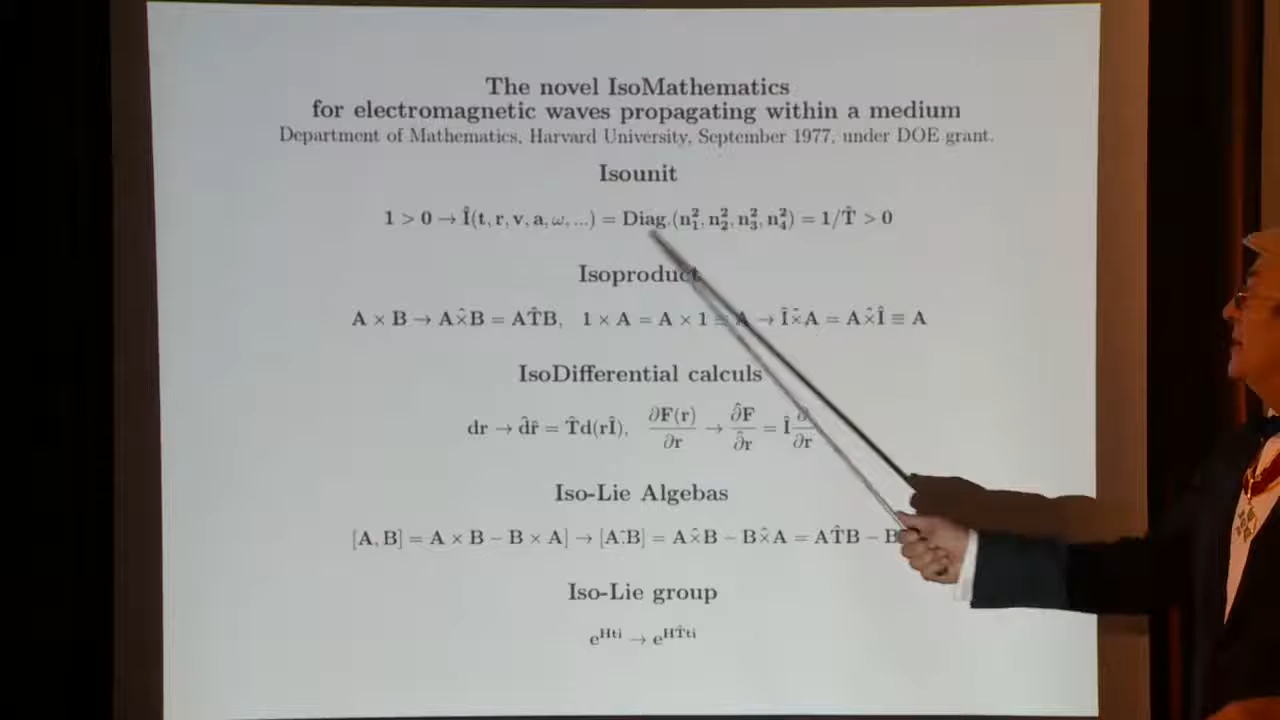 The novel IsoMathematics
for electromagnetic waves propagating within a medium
Department of Mathematics, Harvard University, September 1977, under DOE grant.
Isounit
1 > 0 → Î(t, r, v, a, ω, ...) = Diag.(n₁², n₂², n₃², n₄²) = 1/T̂ > 0
Isoproduct
A × B → A×̂B = AT̂B, 1 × A = A × 1 = A → Î×̂A = A×̂Î ≡ A
IsoDifferential calculs
dr → d̂r̂ = T̂d(rÎ), ∂F(r)/∂r → ∂̂F/∂̂r = Î ∂/∂r
Iso-Lie Algebas
[A, B] = A × B − B × A] → [A,̂B] = A×̂B − B×̂A = AT̂B − B
Iso-Lie group
e^Hti → e^HT̂ti